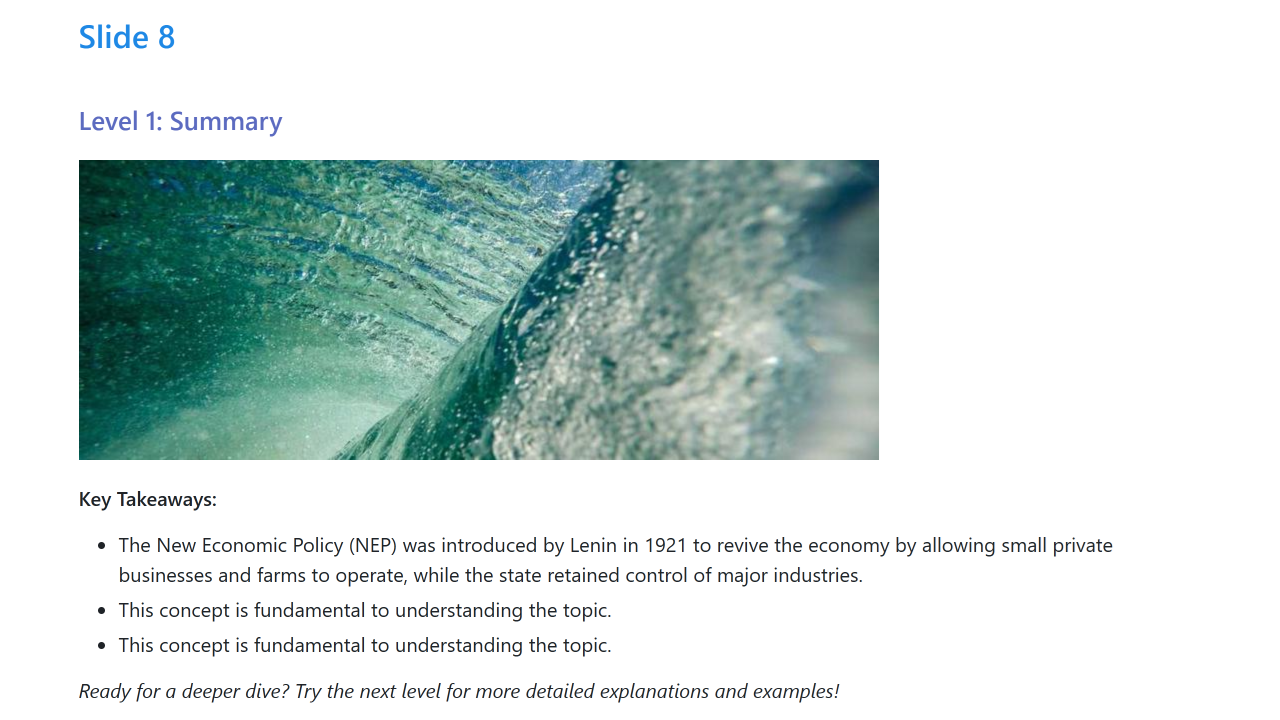 Slide 8
Level 1: Summary
Key Takeaways:
The New Economic Policy (NEP) was introduced by Lenin in 1921 to revive the economy by allowing small private
businesses and farms to operate, while the state retained control of major industries.
This concept is fundamental to understanding the topic.
This concept is fundamental to understanding the topic.
Ready for a deeper dive? Try the next level for more detailed explanations and examples!